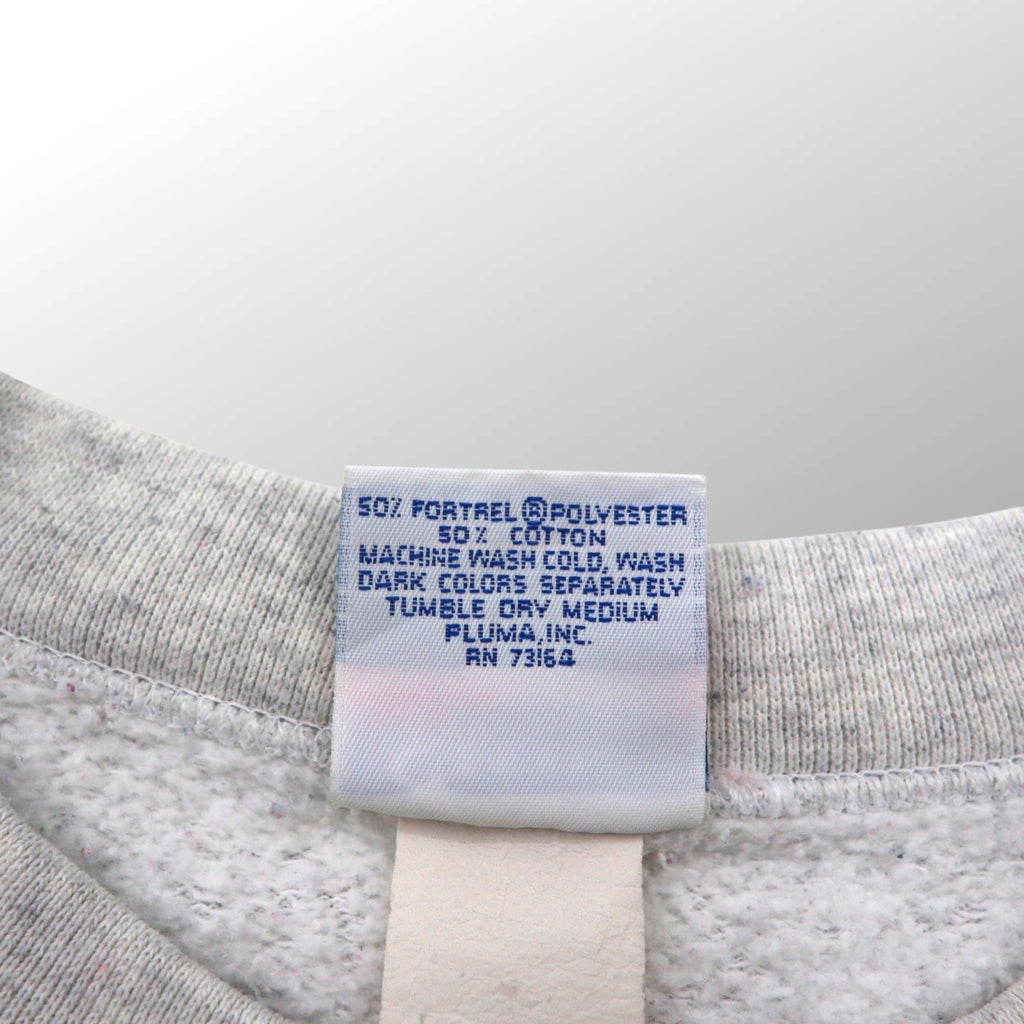 50% FORTREL ® POLYESTER
50% COTTON
MACHINE WASH COLD, WASH
DARK COLORS SEPARATELY
TUMBLE DRY MEDIUM
PLUMA, INC.
RN 73164